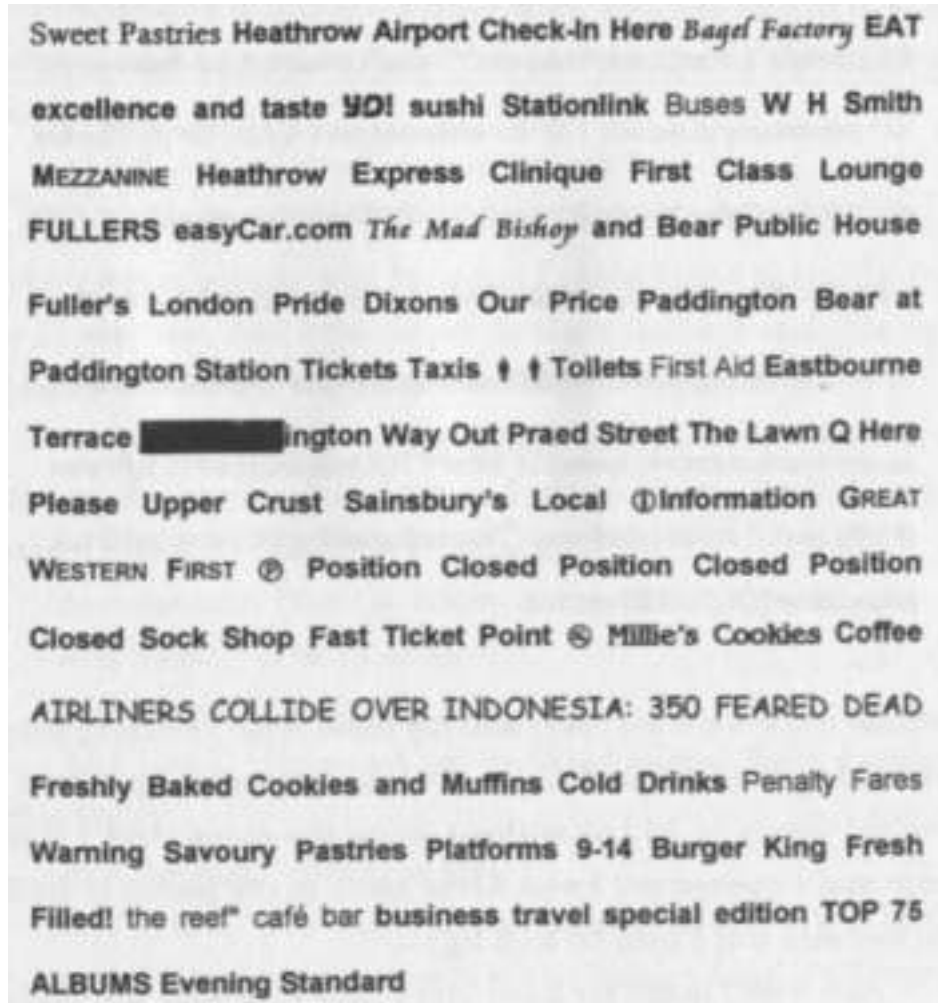 Sweet Pastries Heathrow Airport Check-In Here Bagel Factory EAT
excellence and taste YO! sushi Stationlink Buses W H Smith
MEZZANINE Heathrow Express Clinique First Class Lounge
FULLERS easyCar.com The Mad Bishop and Bear Public House
Fuller's London Pride Dixons Our Price Paddington Bear at
Paddington Station Tickets Taxis Toilets First Aid Eastbourne
Terrace ington Way Out Praed Street The Lawn Q Here
Please Upper Crust Sainsbury's Local ⓘInformation GREAT
WESTERN FIRST Ⓟ Position Closed Position Closed Position
Closed Sock Shop Fast Ticket Point Millie's Cookies Coffee
AIRLINERS COLLIDE OVER INDONESIA: 350 FEARED DEAD
Freshly Baked Cookies and Muffins Cold Drinks Penalty Fares
Warning Savoury Pastries Platforms 9-14 Burger King Fresh
Filled! the reef° café bar business travel special edition TOP 75
ALBUMS Evening Standard